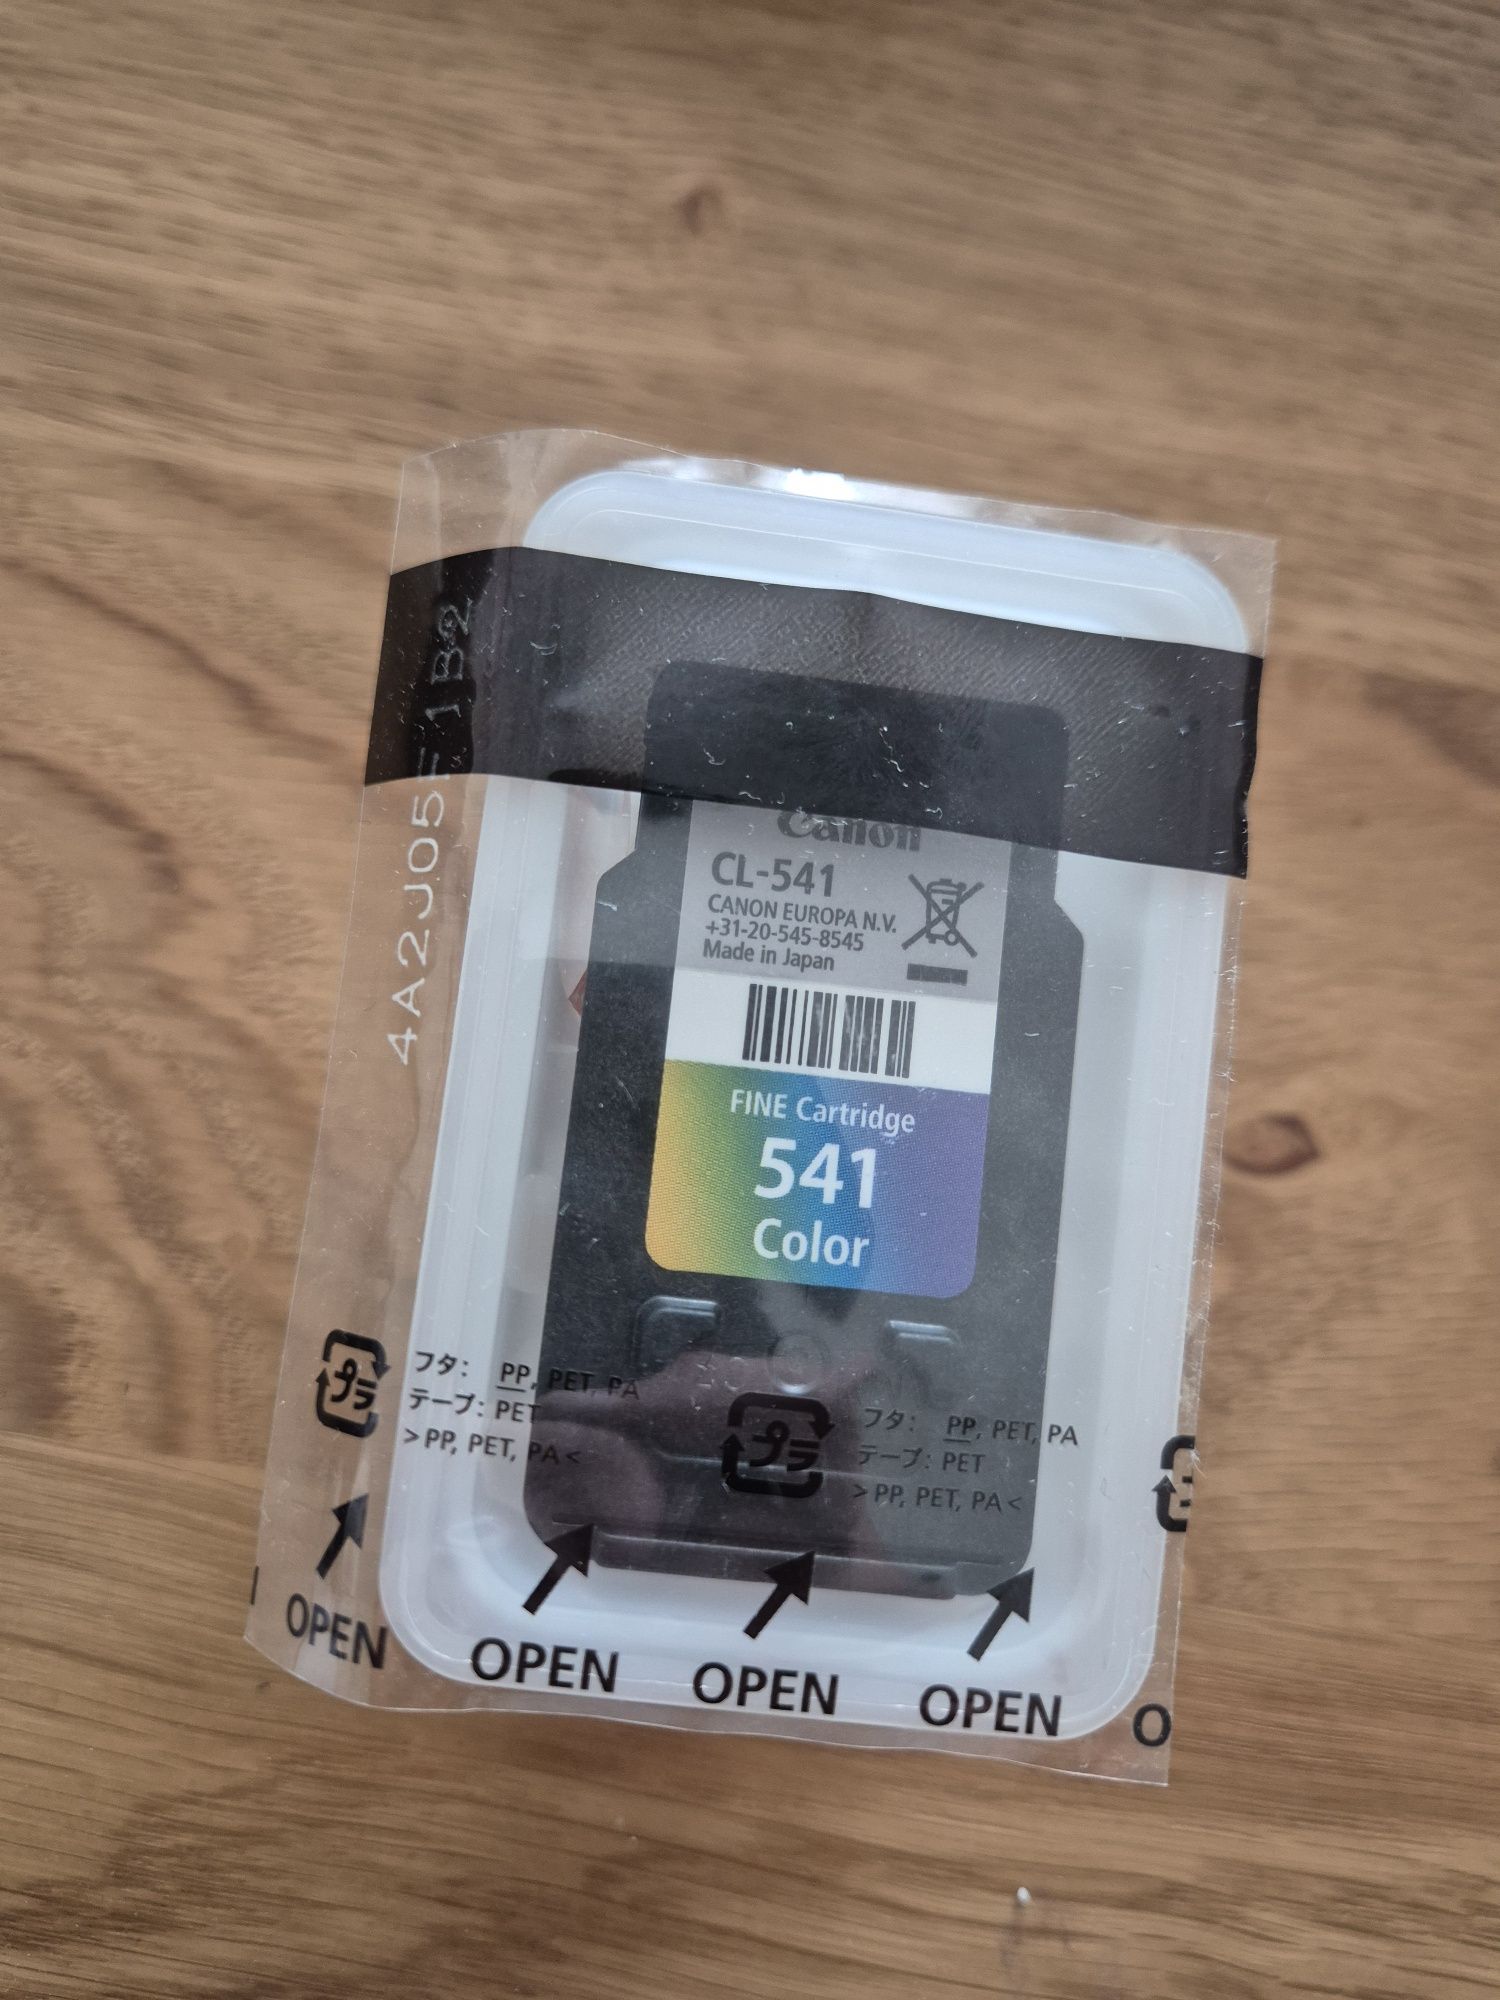 4A2J05F1B2
Canon
CL-541
CANON EUROPA N.V.
+31-20-545-8545
Made in Japan
FINE Cartridge
541
Color
プラ
フタ: PP, PET, PA
テープ: PET
>PP, PET, PA<
プラ
フタ: PP, PET, PA
テープ: PET
>PP, PET, PA<
OPEN
OPEN
OPEN
OPEN
O